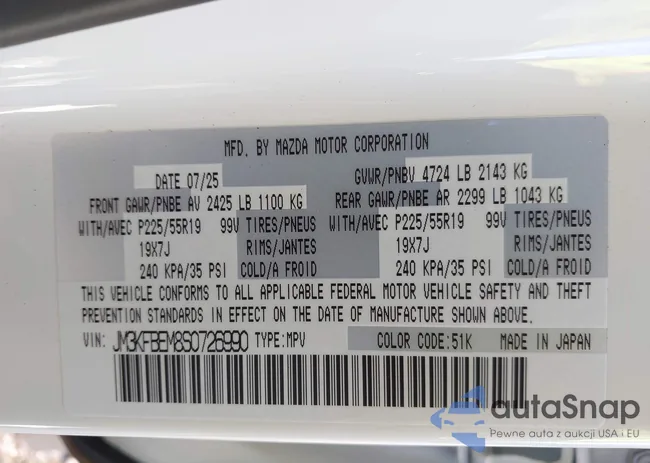 MFD. BY MAZDA MOTOR CORPORATION
DATE 07/25 GVWR/PNBV 4724 LB 2143 KG
FRONT GAWR/PNBE AV 2425 LB 1100 KG REAR GAWR/PNBE AR 2299 LB 1043 KG
WITH/AVEC P225/55R19 99V TIRES/PNEUS WITH/AVEC P225/55R19 99V TIRES/PNEUS
19X7J RIMS/JANTES 19X7J RIMS/JANTES
240 KPA/35 PSI COLD/A FROID 240 KPA/35 PSI COLD/A FROID
THIS VEHICLE CONFORMS TO ALL APPLICABLE FEDERAL MOTOR VEHICLE SAFETY AND THEFT
PREVENTION STANDARDS IN EFFECT ON THE DATE OF MANUFACTURE SHOWN ABOVE.
VIN: JM3KFBEM8S0726990 TYPE:MPV COLOR CODE:51K MADE IN JAPAN
autaSnap
Pewne auta z aukcji USA i EU